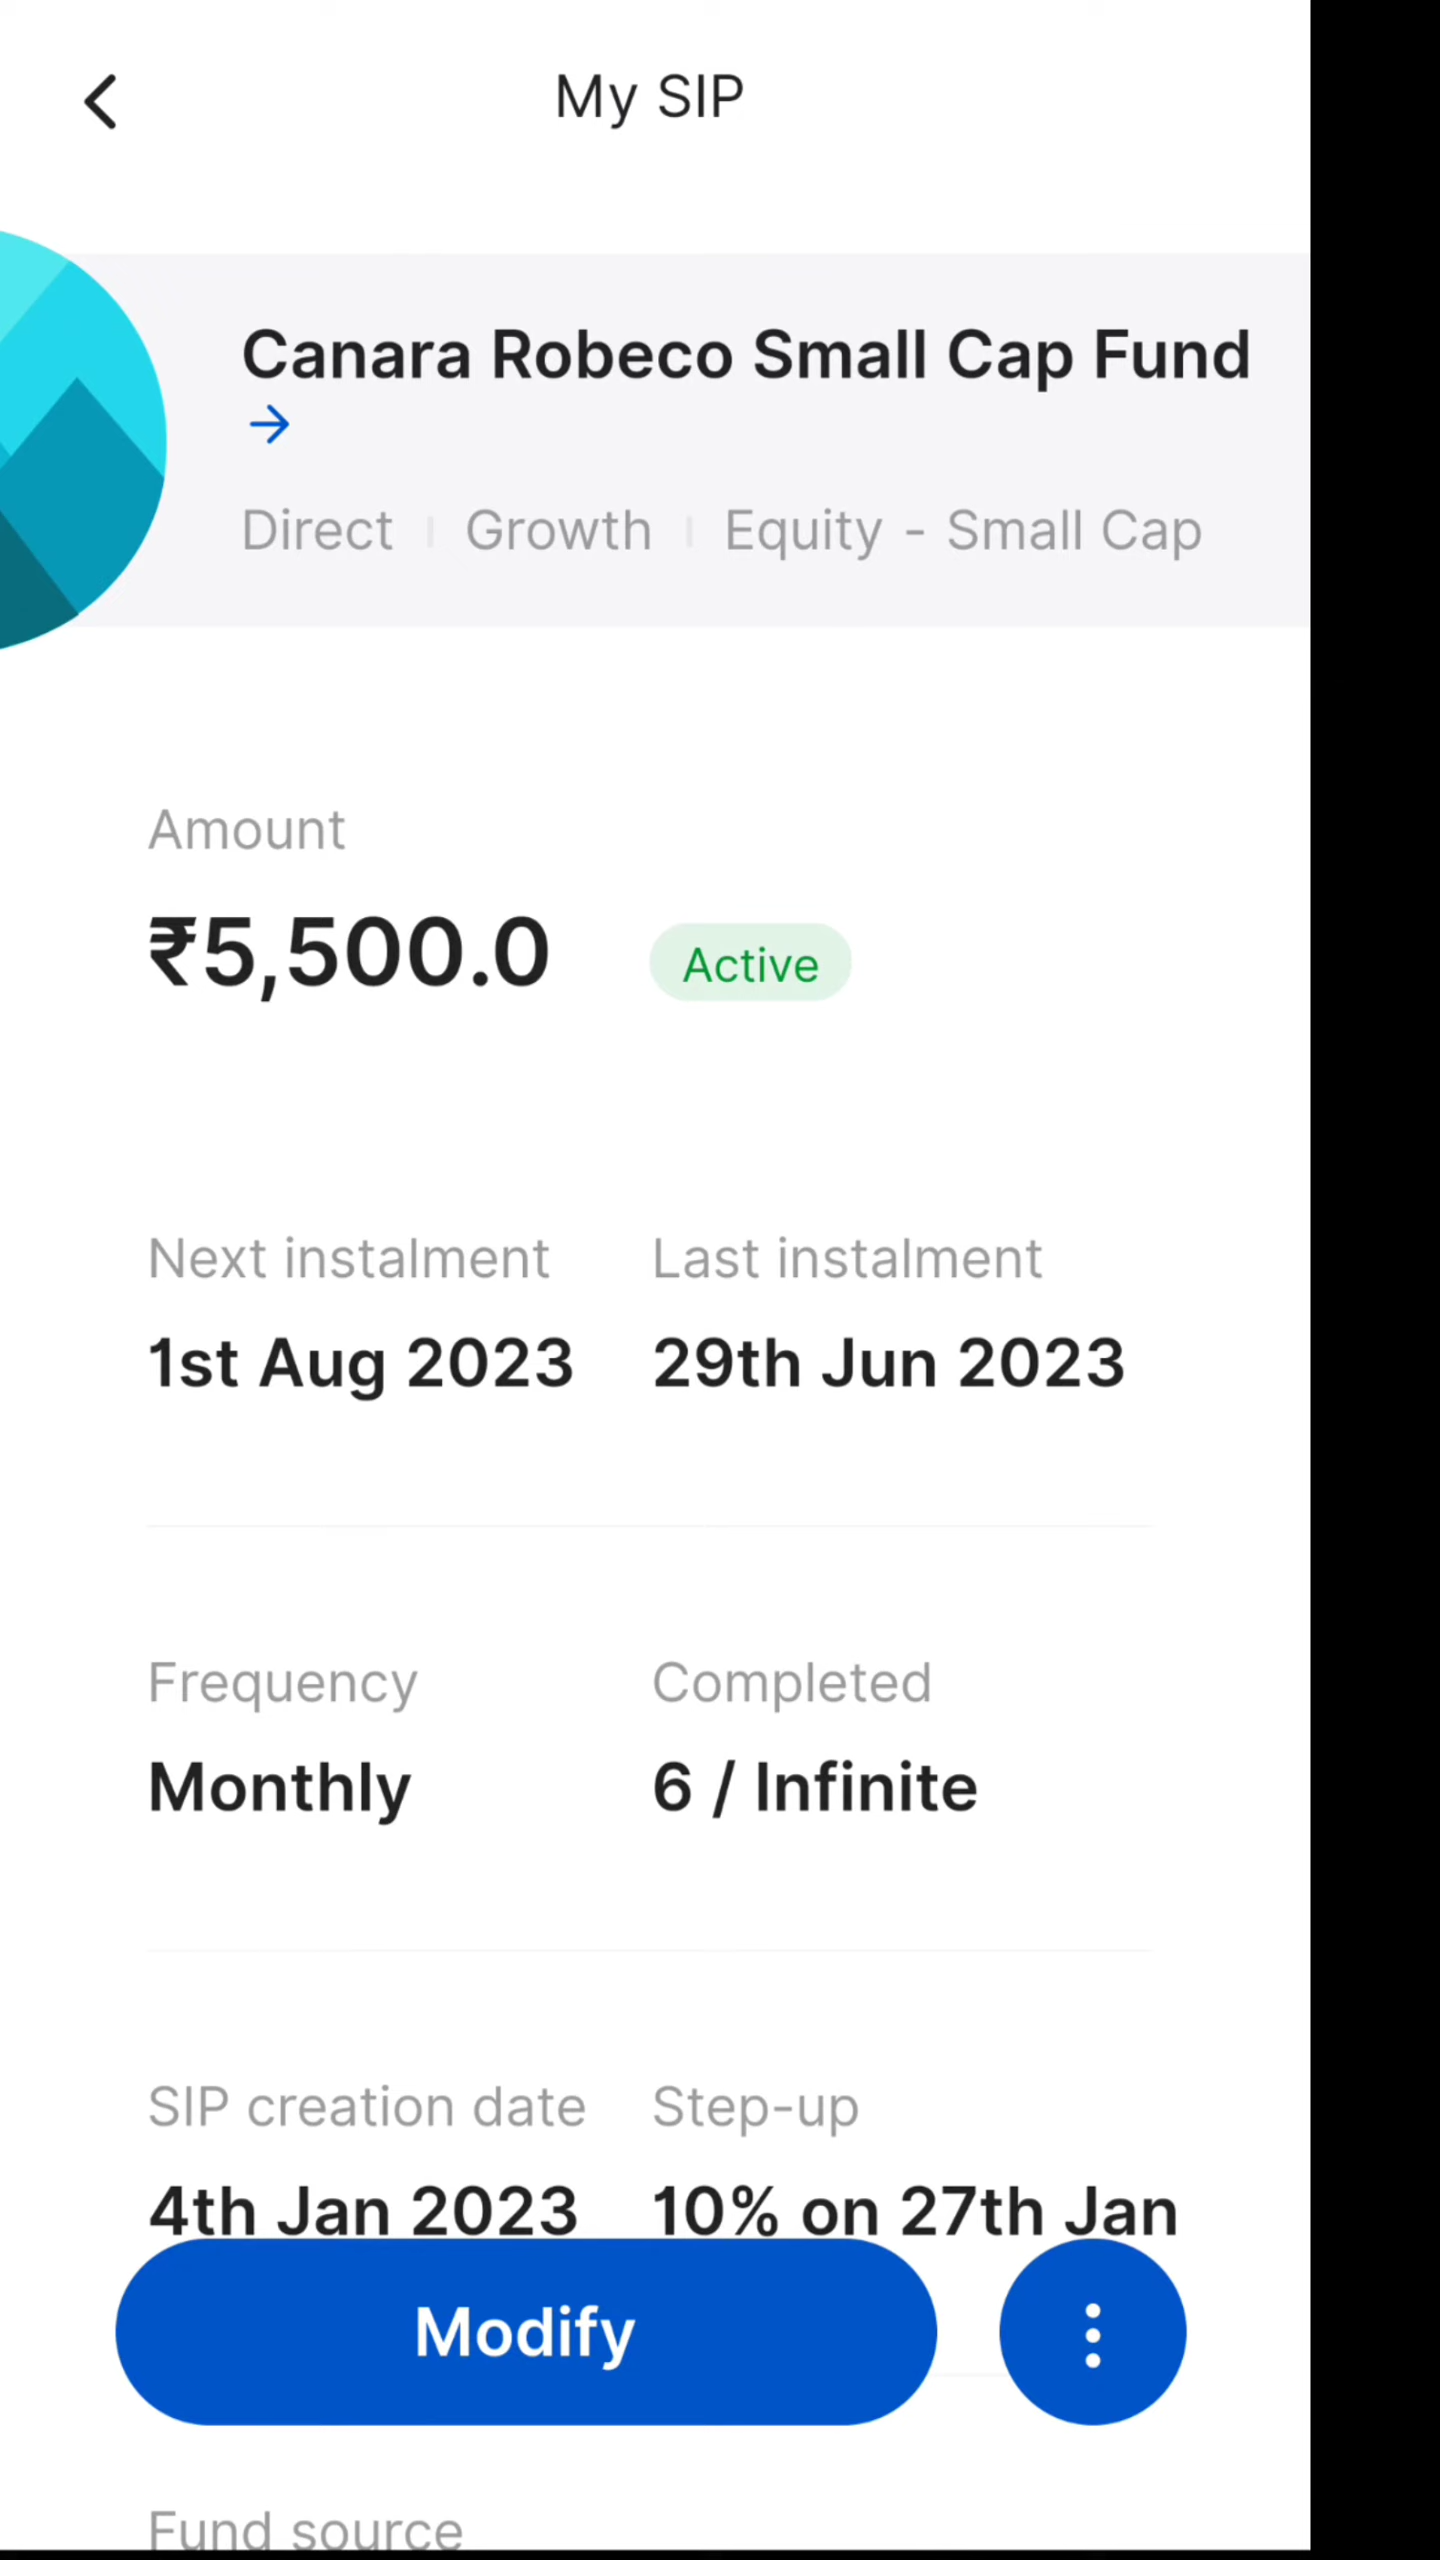 My SIP
Canara Robeco Small Cap Fund
→
Direct | Growth | Equity - Small Cap
Amount
₹5,500.0 Active
Next instalment Last instalment
1st Aug 2023 29th Jun 2023
Frequency Completed
Monthly 6 / Infinite
SIP creation date Step-up
4th Jan 2023 10% on 27th Jan
Modify
Fund source